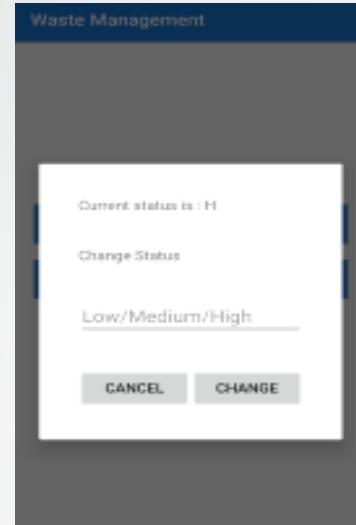 Waste Management
Current status is : H
Change Status
Low/Medium/High
CANCEL CHANGE